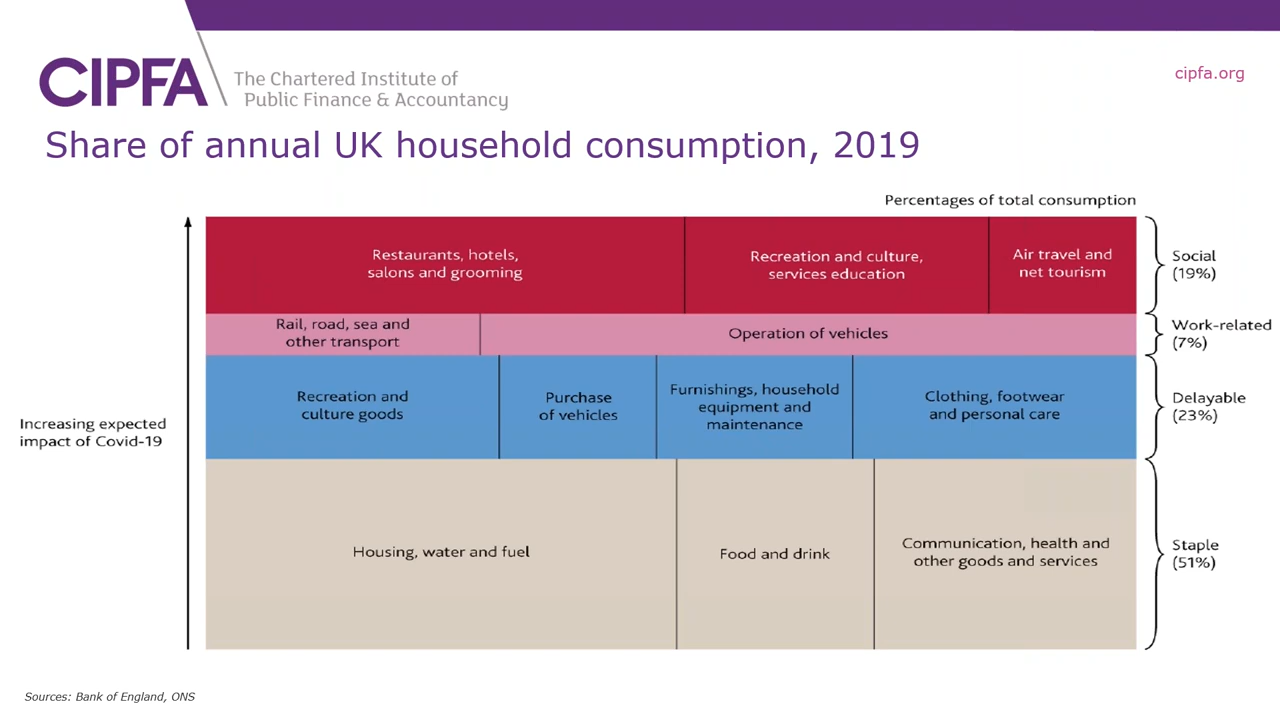 CIPFA
The Chartered Institute of
Public Finance & Accountancy
cipfa.org
Share of annual UK household consumption, 2019
Percentages of total consumption
Restaurants, hotels,
salons and grooming
Recreation and culture,
services education
Air travel and
net tourism
Social
(19%)
Rail, road, sea and
other transport
Operation of vehicles
Work-related
(7%)
Increasing expected
impact of Covid-19
Recreation and
culture goods
Purchase
of vehicles
Furnishings, household
equipment and
maintenance
Clothing, footwear
and personal care
Delayable
(23%)
Housing, water and fuel
Food and drink
Communication, health and
other goods and services
Staple
(51%)
Sources: Bank of England, ONS